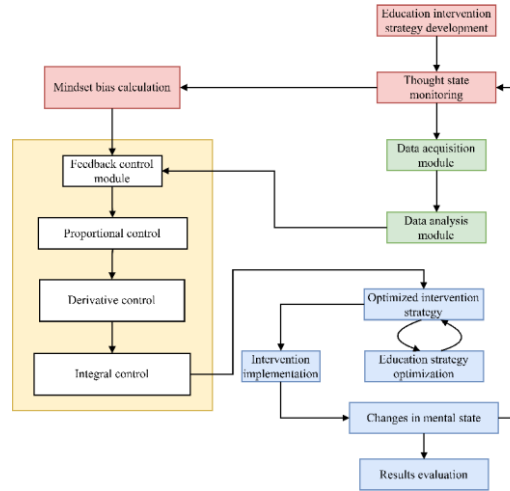 Education intervention
strategy development
Mindset bias calculation
Thought state
monitoring
Feedback control
module
Data acquisition
module
Proportional control
Data analysis
module
Derivative control
Optimized intervention
strategy
Integral control
Intervention
implementation
Education strategy
optimization
Changes in mental state
Results evaluation